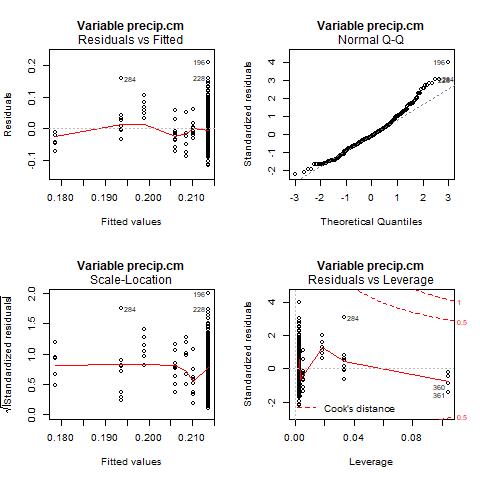 Variable precip.cm
Residuals vs Fitted
Residuals
0.2
0.1
0.0
-0.1
196
284
228
0.180 0.190 0.200 0.210
Fitted values
Variable precip.cm
Normal Q-Q
Standardized residuals
4
3
2
1
0
-1
-2
196
-3 -2 -1 0 1 2 3
Theoretical Quantiles
Variable precip.cm
Scale-Location
√|Standardized residuals|
2.0
1.5
1.0
0.5
0.0
196
284
228
0.180 0.190 0.200 0.210
Fitted values
Variable precip.cm
Residuals vs Leverage
Standardized residuals
4
2
0
-2
284
1
0.5
360
361
Cook's distance
0.5
0.00 0.04 0.08
Leverage